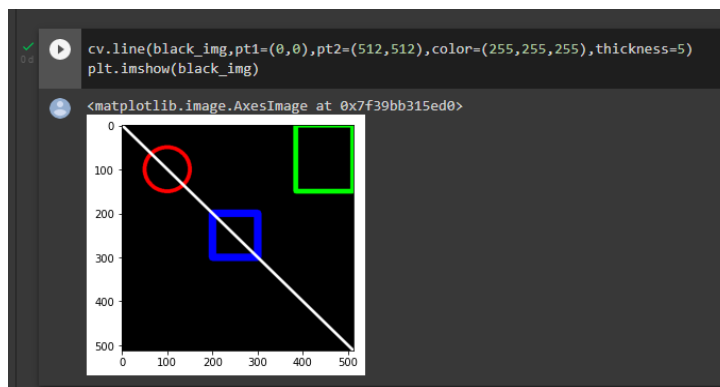 cv.line(black_img,pt1=(0,0),pt2=(512,512),color=(255,255,255),thickness=5)
plt.imshow(black_img)
0 d
<matplotlib.image.AxesImage at 0x7f39bb315ed0>
0
100
200
300
400
500
0 100 200 300 400 500